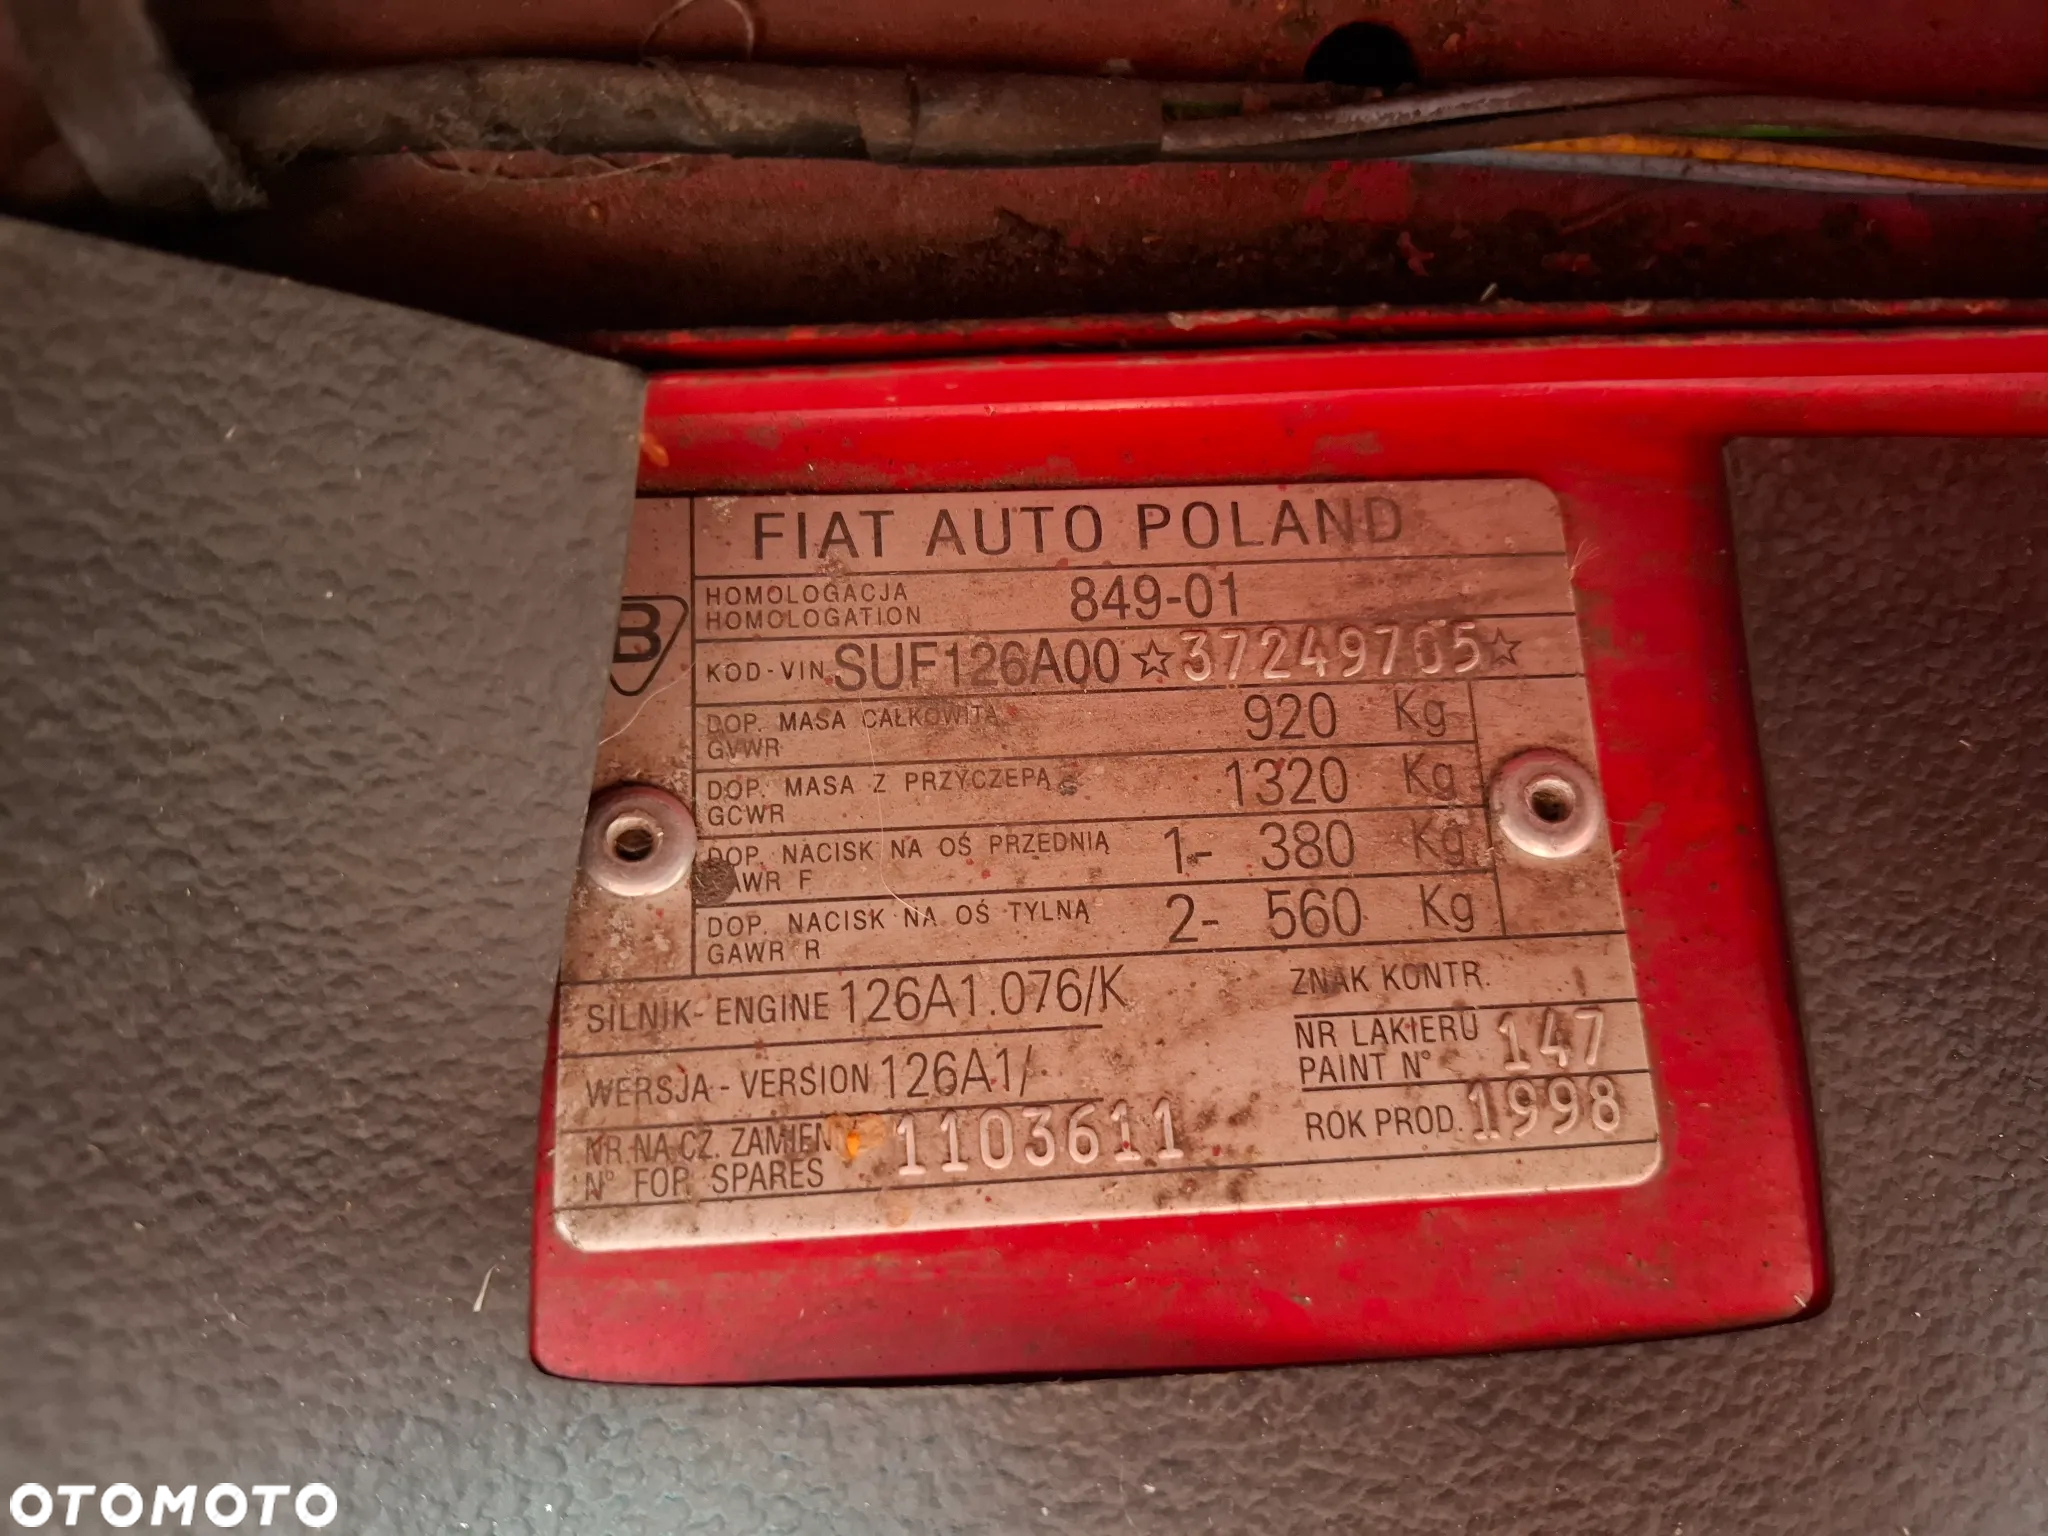 FIAT AUTO POLAND
B
HOMOLOGACJA 849-01
HOMOLOGATION
KOD-VIN SUF126A00☆37249765☆
DOP. MASA CAŁKOWITA 920 Kg
GVWR
DOP. MASA Z PRZYCZEPĄ 1320 Kg
GCWR
DOP. NACISK NA OŚ PRZEDNIĄ 1- 380 Kg
GAWR F
DOP. NACISK NA OŚ TYLNĄ 2- 560 Kg
GAWR R
SILNIK-ENGINE 126A1.076/K
WERSJA-VERSION 126A1/
NR NA CZ. ZAMIEN 1103611
N° FOR SPARES
ZNAK KONTR.
NR LAKIERU 147
PAINT N°
ROK PROD. 1998
OTOMOTO